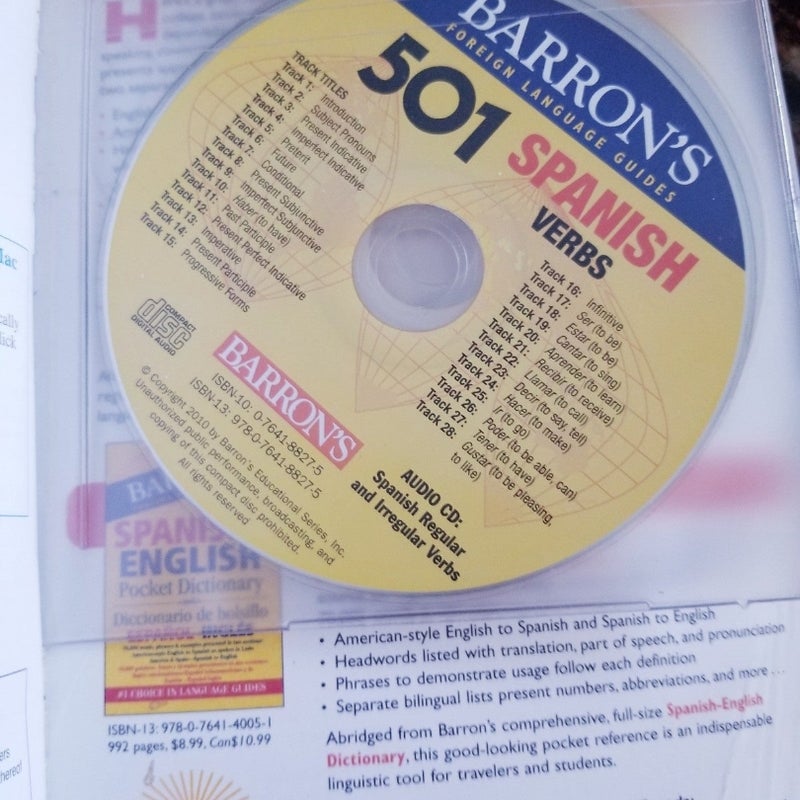 BARRON'S
FOREIGN LANGUAGE GUIDES
501
SPANISH
VERBS
TRACK TITLES
Track 1: Introduction
Track 2: Subject Pronouns
Track 3: Present Indicative
Track 4: Imperfect Indicative
Track 5: Preterit
Track 6: Future
Track 7: Conditional
Track 8: Present Subjunctive
Track 9: Imperfect Subjunctive
Track 10: Haber (to have)
Track 11: Past Participle
Track 12: Present Perfect Indicative
Track 13: Imperative
Track 14: Present Participle
Track 15: Progressive Forms
Track 16: Infinitive
Track 17: Ser (to be)
Track 18: Estar (to be)
Track 19: Cantar (to sing)
Track 20: Aprender (to learn)
Track 21: Recibir (to receive)
Track 22: Llamar (to call)
Track 23: Decir (to say, tell)
Track 24: Hacer (to make)
Track 25: Ir (to go)
Track 26: Poder (to be able, can)
Track 27: Tener (to have)
Track 28: Gustar (to be pleasing,
to like)
COMPACT
disc
DIGITAL AUDIO
BARRON'S
ISBN-10: 0-7641-8827-5
ISBN-13: 978-0-7641-8827-5
© Copyright 2010 by Barron's Educational Series, Inc.
Unauthorized public performance, broadcasting, and
copying of this compact disc prohibited.
All rights reserved
AUDIO CD:
Spanish Regular
and Irregular Verbs
ENGLISH
Pocket Dictionary
Diccionario de bolsillo
ESPAÑOL-INGLÉS
#1 CHOICE IN LANGUAGE GUIDES
ISBN-13: 978-0-7641-4005-1
992 pages, $8.99, Can$10.99
• American-style English to Spanish and Spanish to English
• Headwords listed with translation, part of speech, and pronunciation
• Phrases to demonstrate usage follow each definition
• Separate bilingual lists present numbers, abbreviations, and more . . .
Abridged from Barron's comprehensive, full-size Spanish-English
Dictionary, this good-looking pocket reference is an indispensable
linguistic tool for travelers and students.